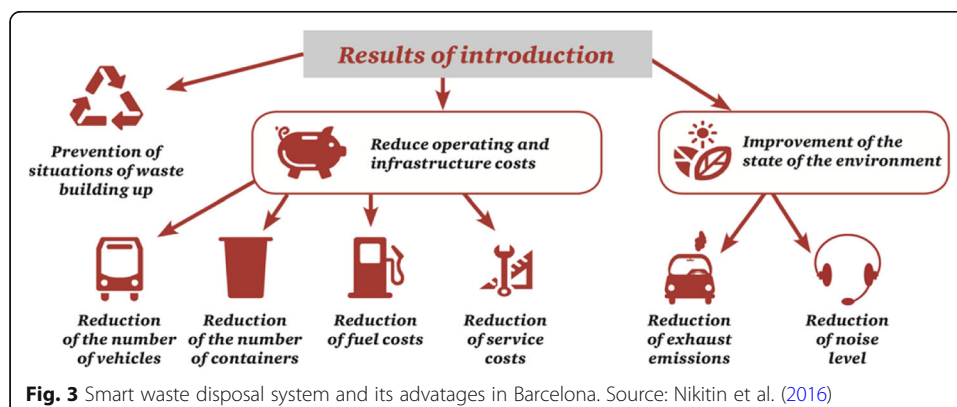 Results of introduction
Prevention of
situations of waste
building up
Reduce operating and
infrastructure costs
Improvement of the
state of the environment
Reduction
of the number
of vehicles
Reduction
of the number
of containers
Reduction
of fuel costs
Reduction
of service
costs
Reduction
of exhaust
emissions
Reduction
of noise
level
Fig. 3 Smart waste disposal system and its advatages in Barcelona. Source: Nikitin et al. (2016)